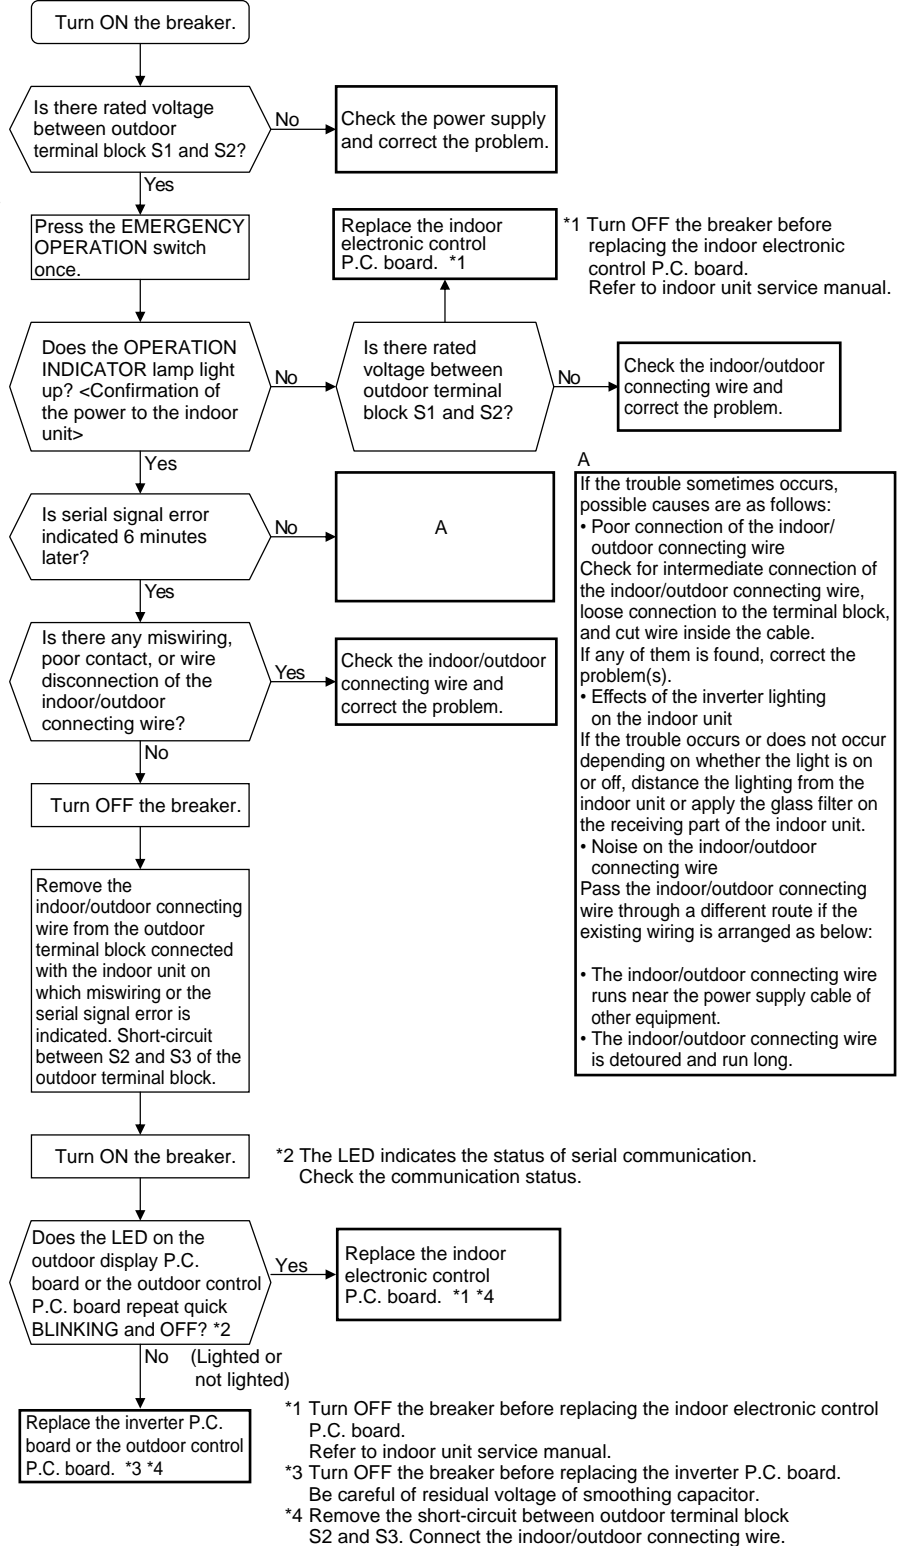 Turn ON the breaker.
Is there rated voltage
between outdoor
terminal block S1 and S2?
No
Check the power supply
and correct the problem.
Yes
Press the EMERGENCY
OPERATION switch
once.
Replace the indoor
electronic control
P.C. board. *1
*1 Turn OFF the breaker before
replacing the indoor electronic
control P.C. board.
Refer to indoor unit service manual.
Does the OPERATION
INDICATOR lamp light
up? <Confirmation of
the power to the indoor
unit>
No
Is there rated
voltage between
outdoor terminal
block S1 and S2?
No
Check the indoor/outdoor
connecting wire and
correct the problem.
Yes
Is serial signal error
indicated 6 minutes
later?
No
A
Yes
Is there any miswiring,
poor contact, or wire
disconnection of the
indoor/outdoor
connecting wire?
Yes
Check the indoor/outdoor
connecting wire and
correct the problem.
No
A
If the trouble sometimes occurs,
possible causes are as follows:
• Poor connection of the indoor/
outdoor connecting wire
Check for intermediate connection of
the indoor/outdoor connecting wire,
loose connection to the terminal block,
and cut wire inside the cable.
If any of them is found, correct the
problem(s).
• Effects of the inverter lighting
on the indoor unit
If the trouble occurs or does not occur
depending on whether the light is on
or off, distance the lighting from the
indoor unit or apply the glass filter on
the receiving part of the indoor unit.
• Noise on the indoor/outdoor
connecting wire
Pass the indoor/outdoor connecting
wire through a different route if the
existing wiring is arranged as below:
• The indoor/outdoor connecting wire
runs near the power supply cable of
other equipment.
• The indoor/outdoor connecting wire
is detoured and run long.
Turn OFF the breaker.
Remove the
indoor/outdoor connecting
wire from the outdoor
terminal block connected
with the indoor unit on
which miswiring or the
serial signal error is
indicated. Short-circuit
between S2 and S3 of the
outdoor terminal block.
Turn ON the breaker.
*2 The LED indicates the status of serial communication.
Check the communication status.
Does the LED on the
outdoor display P.C.
board or the outdoor control
P.C. board repeat quick
BLINKING and OFF? *2
Yes
Replace the indoor
electronic control
P.C. board. *1 *4
No (Lighted or
not lighted)
Replace the inverter P.C.
board or the outdoor control
P.C. board. *3 *4
*1 Turn OFF the breaker before replacing the indoor electronic control
P.C. board.
Refer to indoor unit service manual.
*3 Turn OFF the breaker before replacing the inverter P.C. board.
Be careful of residual voltage of smoothing capacitor.
*4 Remove the short-circuit between outdoor terminal block
S2 and S3. Connect the indoor/outdoor connecting wire.